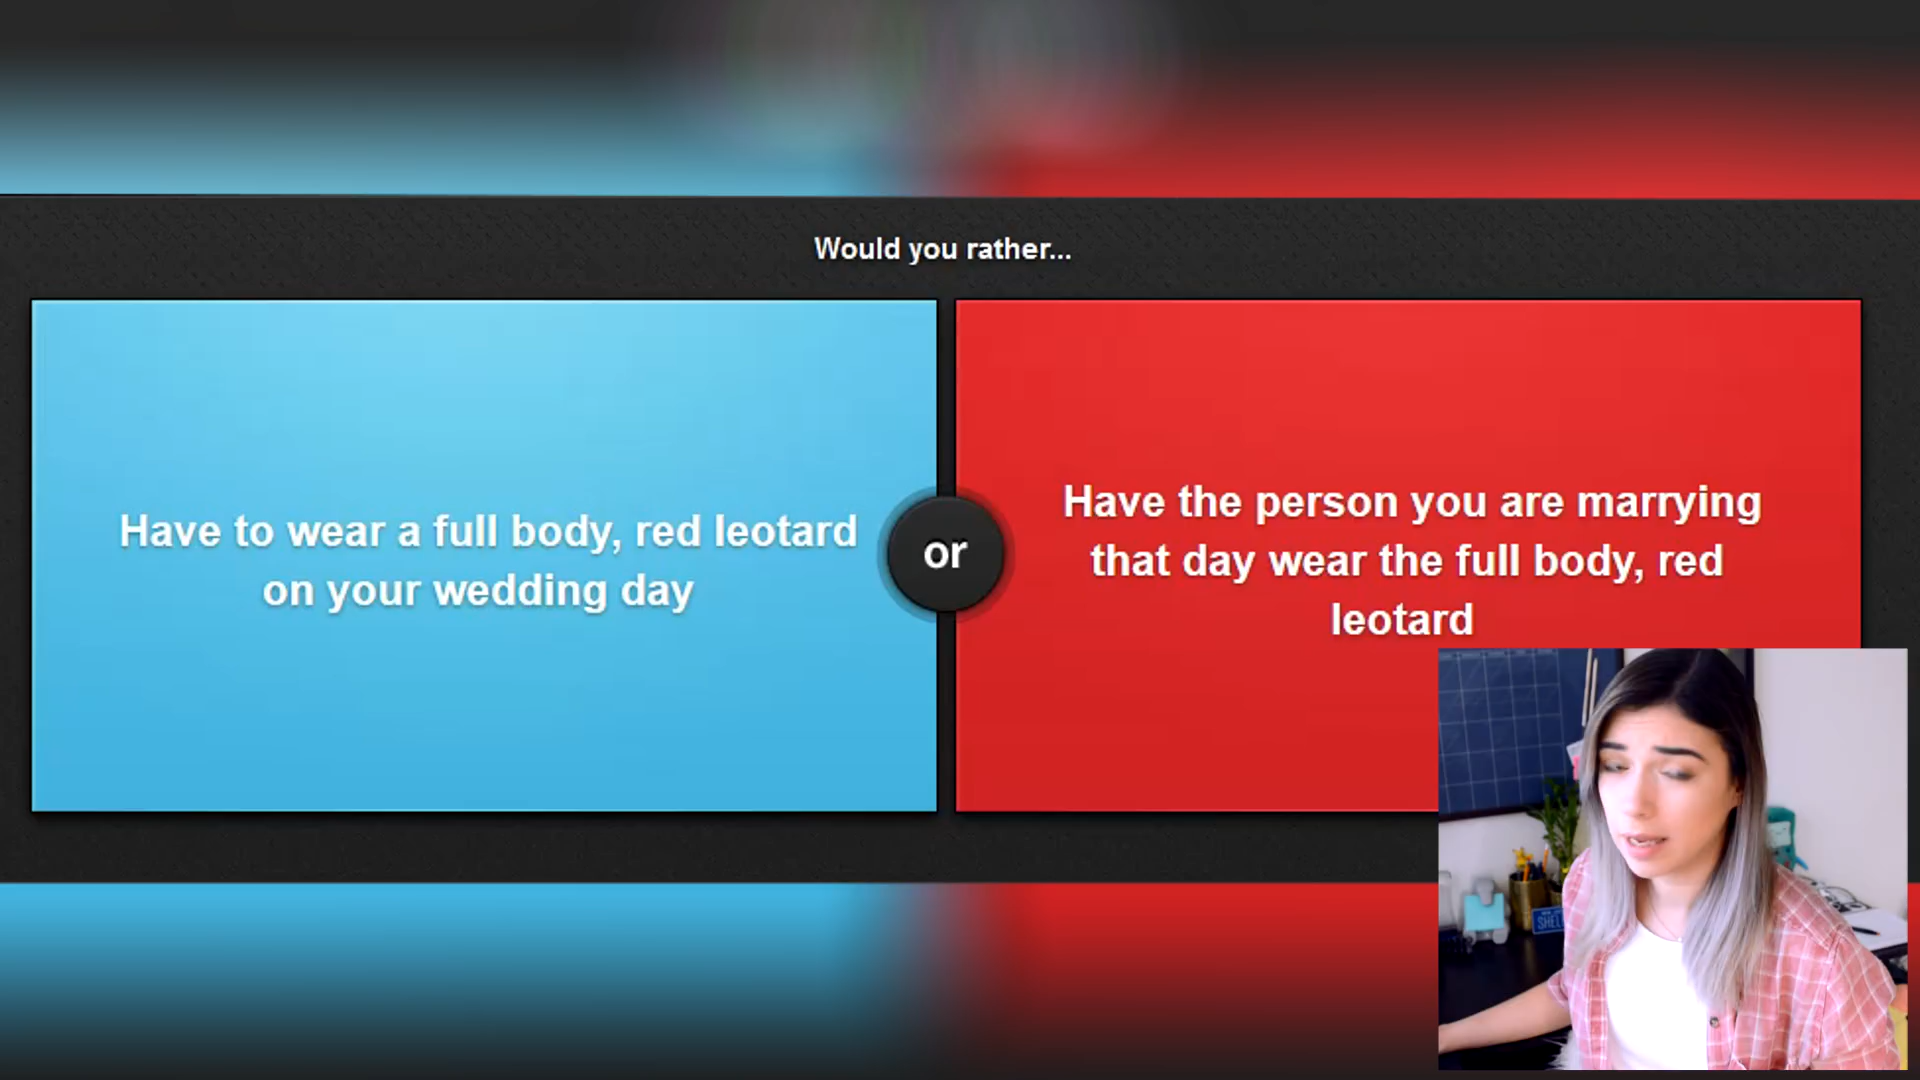 Would you rather...
Have to wear a full body, red leotard
on your wedding day
or
Have the person you are marrying
that day wear the full body, red
leotard